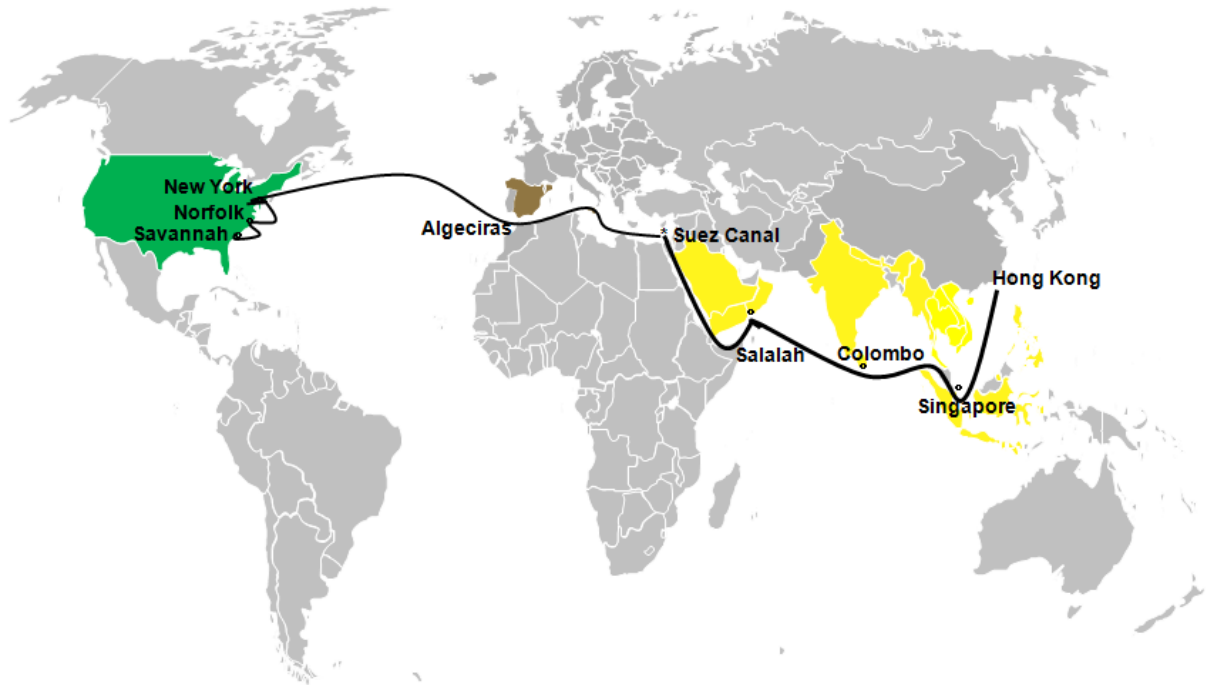 New York
Norfolk
Savannah
Algeciras
* Suez Canal
Hong Kong
Salalah
Colombo
Singapore